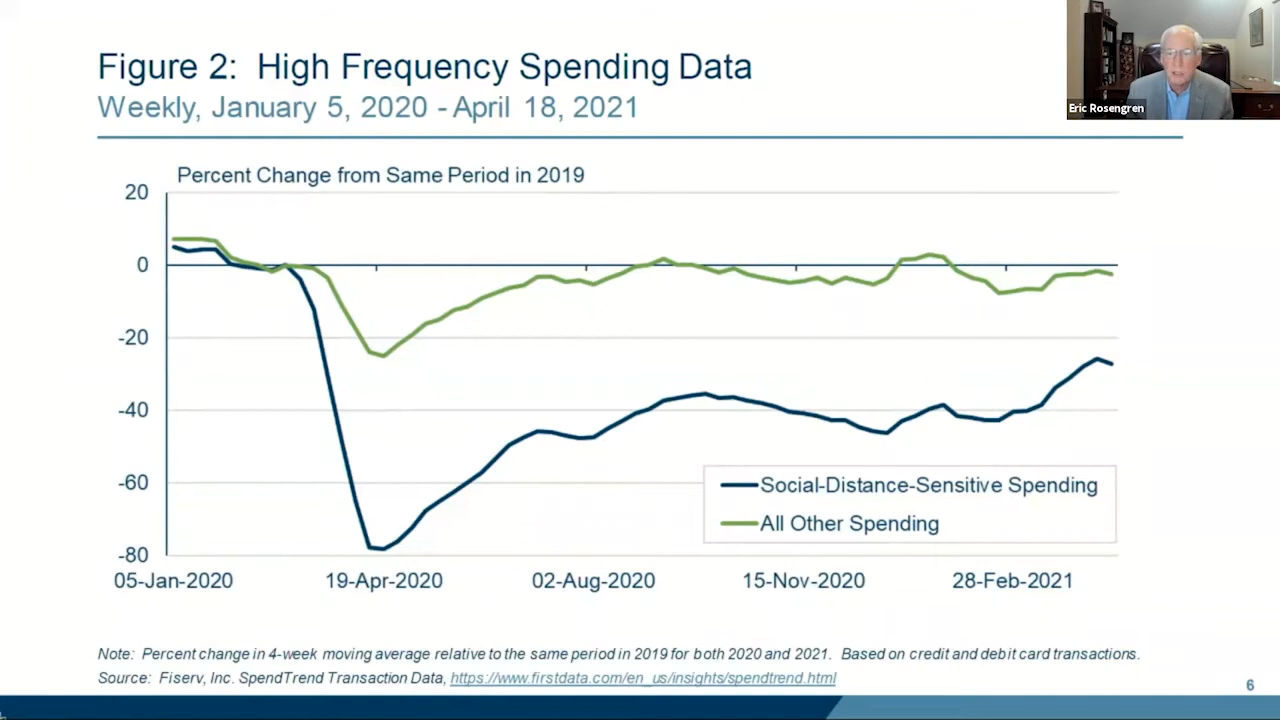 Figure 2: High Frequency Spending Data
Weekly, January 5, 2020 - April 18, 2021
Eric Rosengren
Percent Change from Same Period in 2019
20
0
-20
-40
-60
-80
Social-Distance-Sensitive Spending
All Other Spending
05-Jan-2020 19-Apr-2020 02-Aug-2020 15-Nov-2020 28-Feb-2021
Note: Percent change in 4-week moving average relative to the same period in 2019 for both 2020 and 2021. Based on credit and debit card transactions.
Source: Fiserv, Inc. SpendTrend Transaction Data, https://www.firstdata.com/en_us/insights/spendtrend.html
6